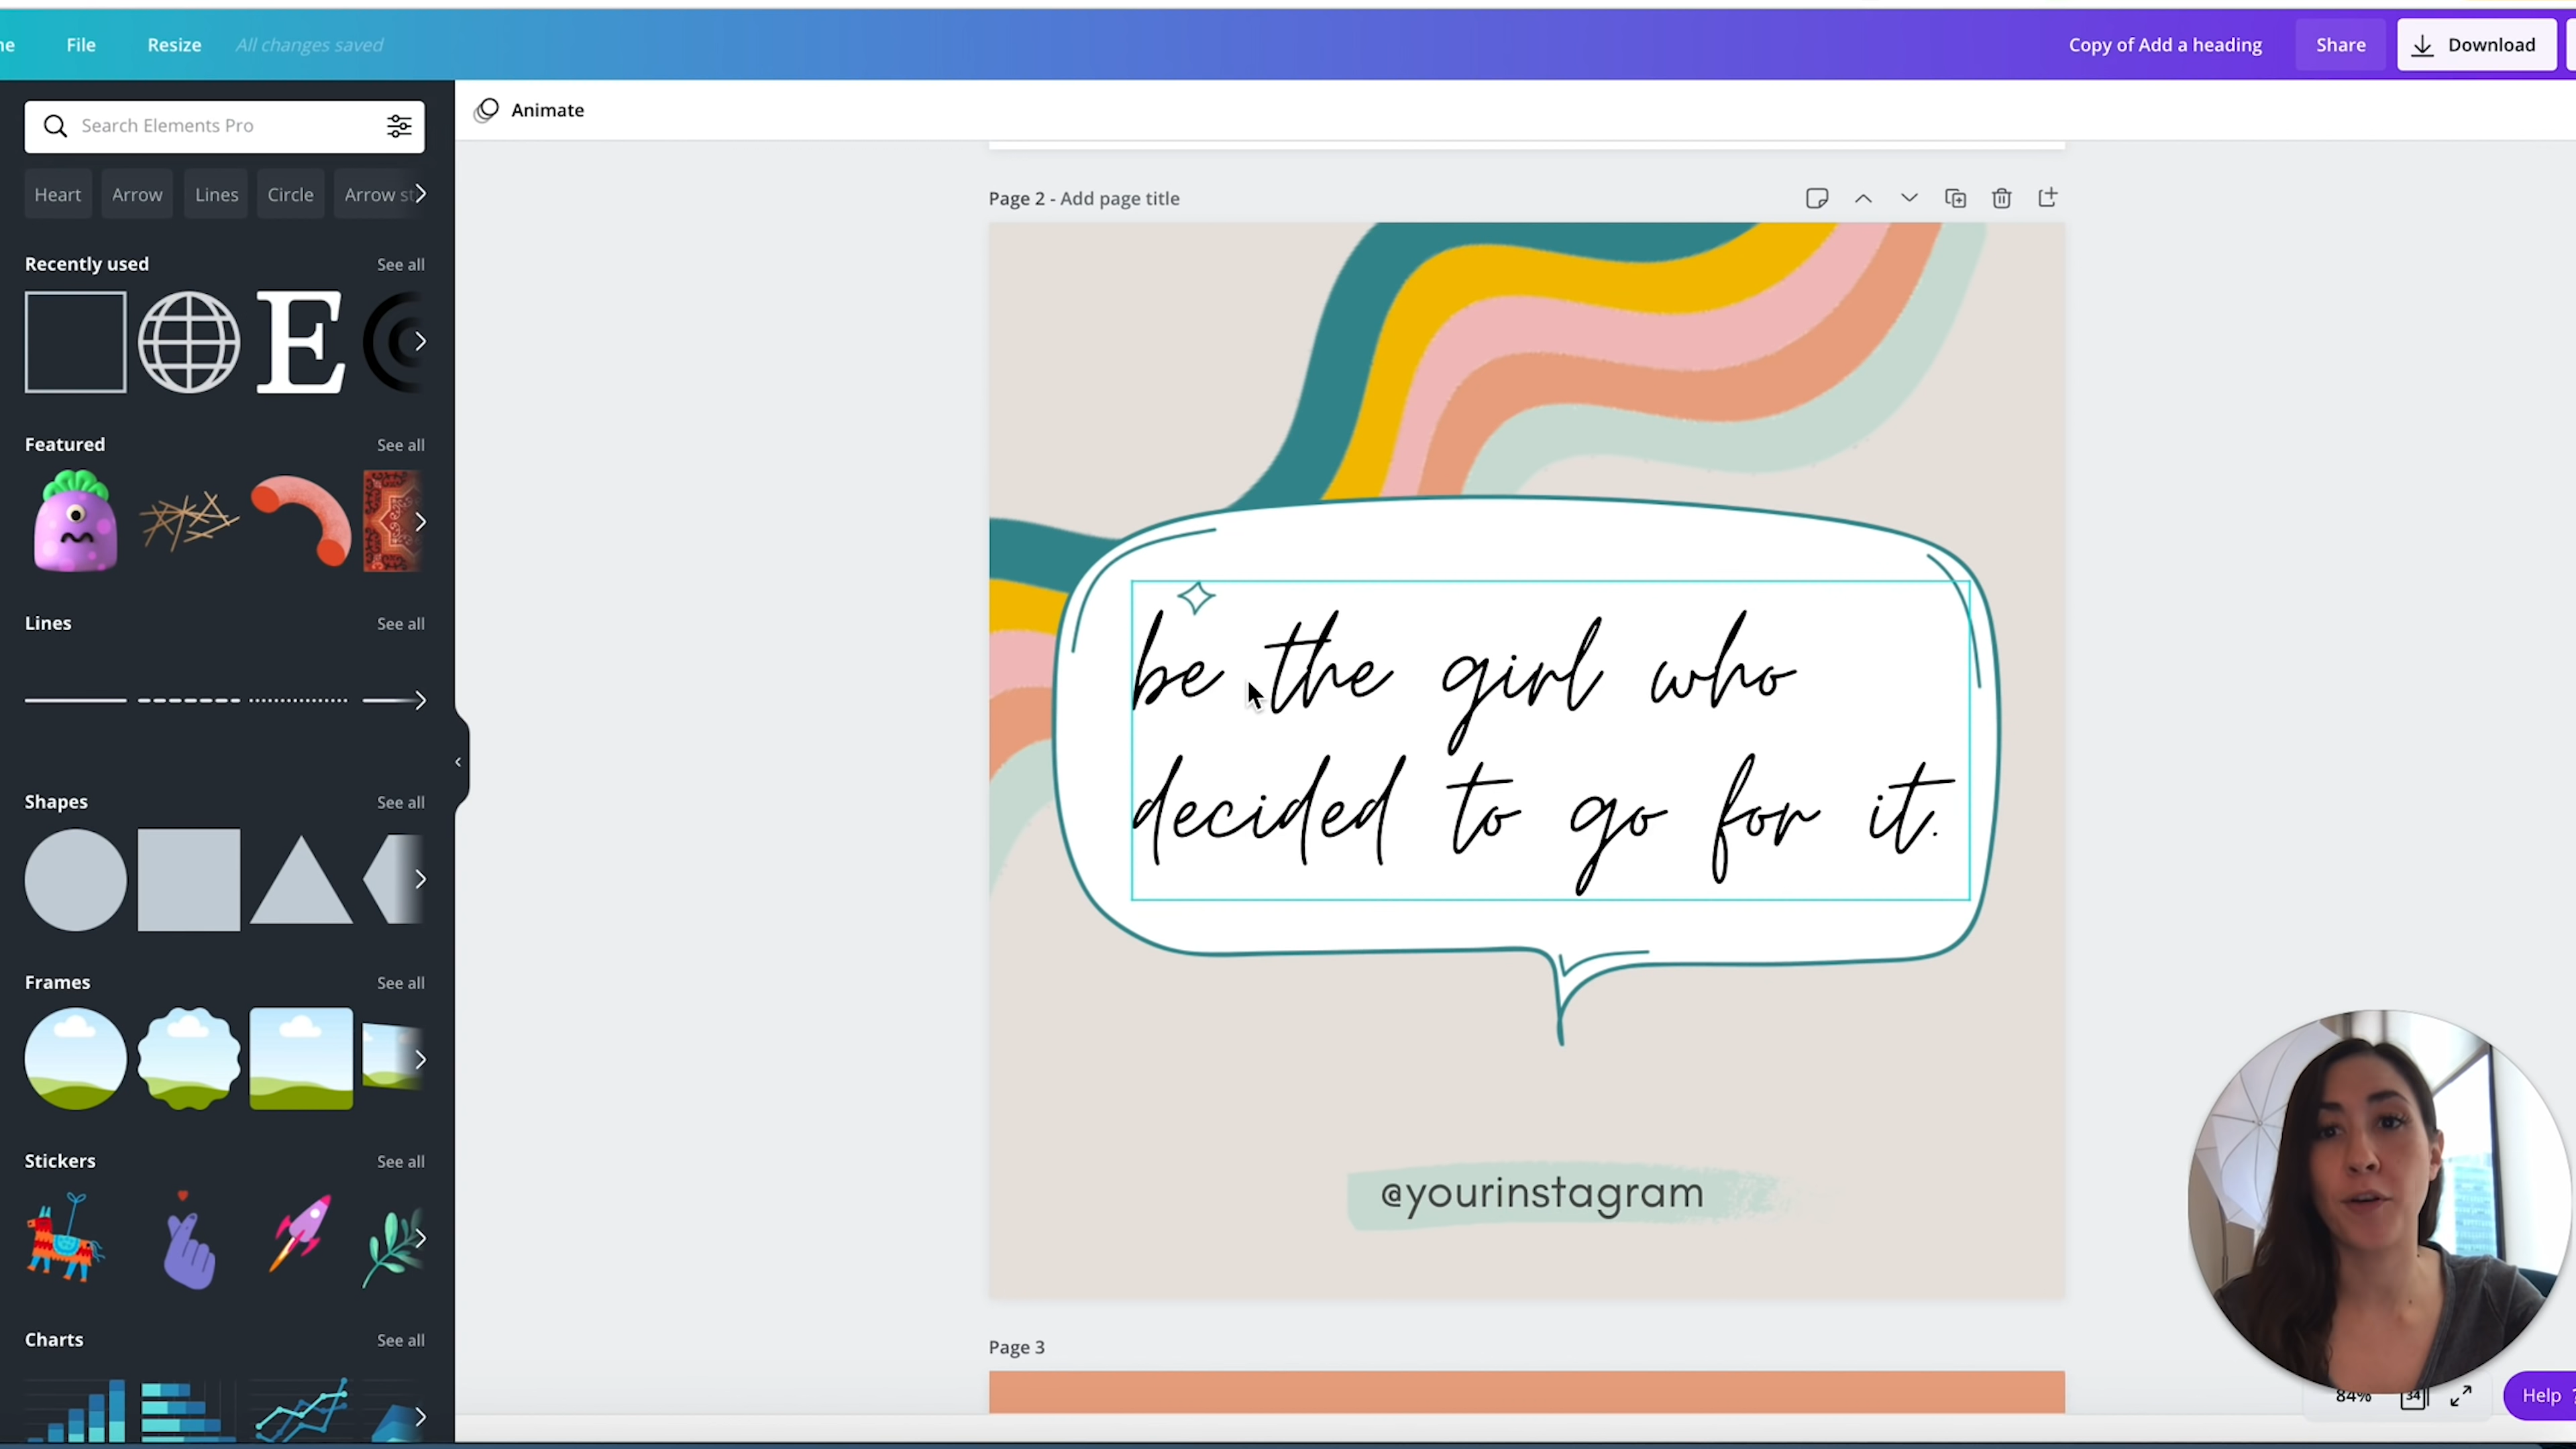 File Resize All changes saved Copy of Add a heading Share Download
Search Elements Pro
Animate
Heart Arrow Lines Circle Arrow
Recently used See all
E
Featured See all
Lines See all
Shapes See all
Frames See all
Stickers See all
Charts See all
Page 2 - Add page title
be the girl who
decided to go for it.
@yourinstagram
Page 3
84% 34 Help ?